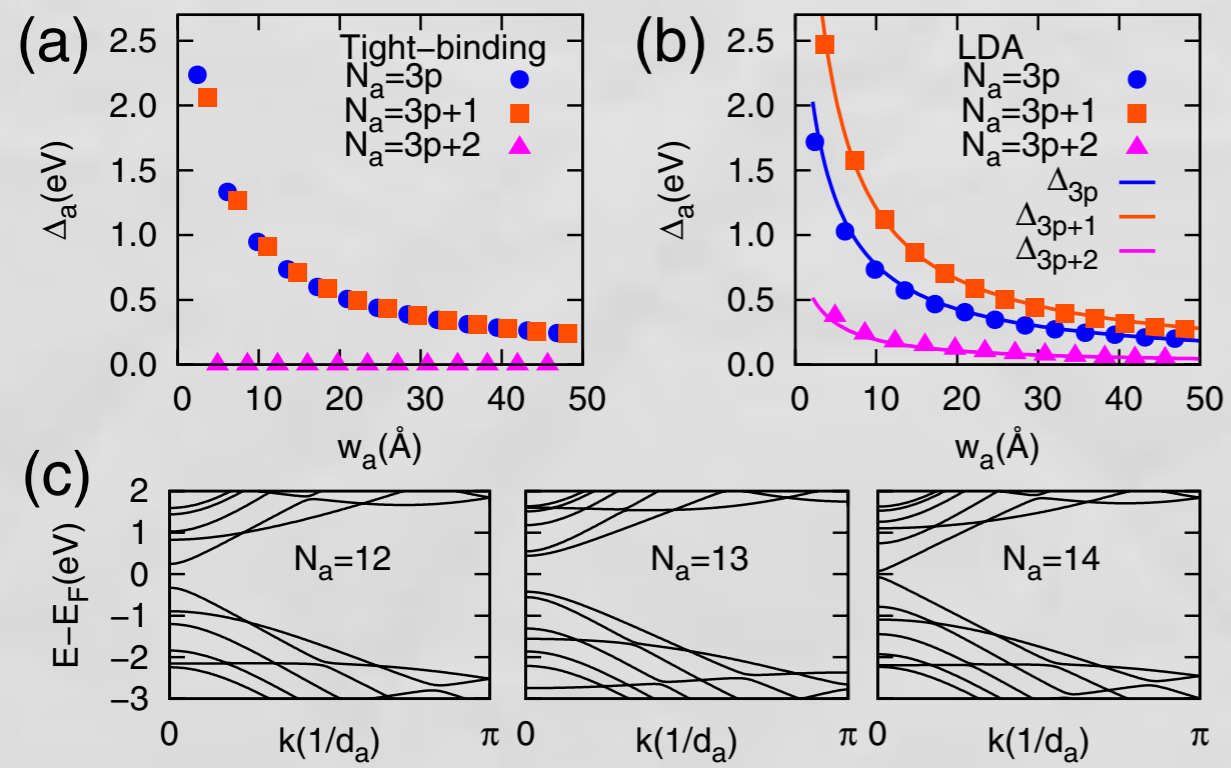 (a)
2.5
2.0
1.5
1.0
0.5
0.0
Δa(eV)
Tight−binding
Na=3p
Na=3p+1
Na=3p+2
0 10 20 30 40 50
wa(Å)
(b)
2.5
2.0
1.5
1.0
0.5
0.0
Δa(eV)
LDA
Na=3p
Na=3p+1
Na=3p+2
Δ3p
Δ3p+1
Δ3p+2
0 10 20 30 40 50
wa(Å)
(c)
2
1
0
−1
−2
−3
E−EF(eV)
Na=12
Na=13
Na=14
0 k(1/da) π
0 k(1/da) π
0 k(1/da) π